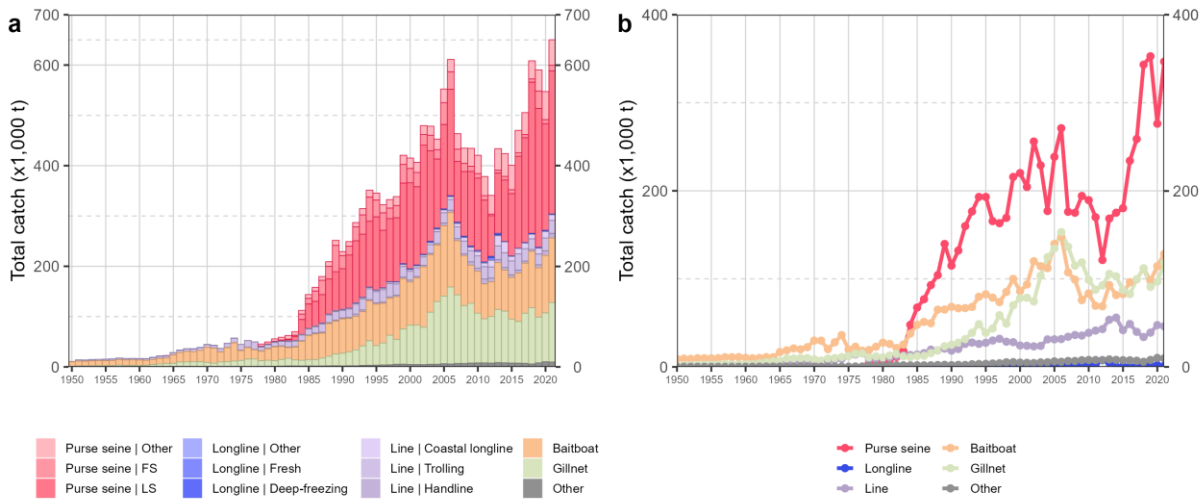 a
b
Total catch (x1,000 t)
700
600
400
200
0
700
600
400
200
0
1950 1955 1960 1965 1970 1975 1980 1985 1990 1995 2000 2005 2010 2015 2020
Total catch (x1,000 t)
400
200
0
400
200
0
1950 1955 1960 1965 1970 1975 1980 1985 1990 1995 2000 2005 2010 2015 2020
Purse seine | Other
Purse seine | FS
Purse seine | LS
Longline | Other
Longline | Fresh
Longline | Deep-freezing
Line | Coastal longline
Line | Trolling
Line | Handline
Baitboat
Gillnet
Other
Purse seine
Longline
Line
Baitboat
Gillnet
Other